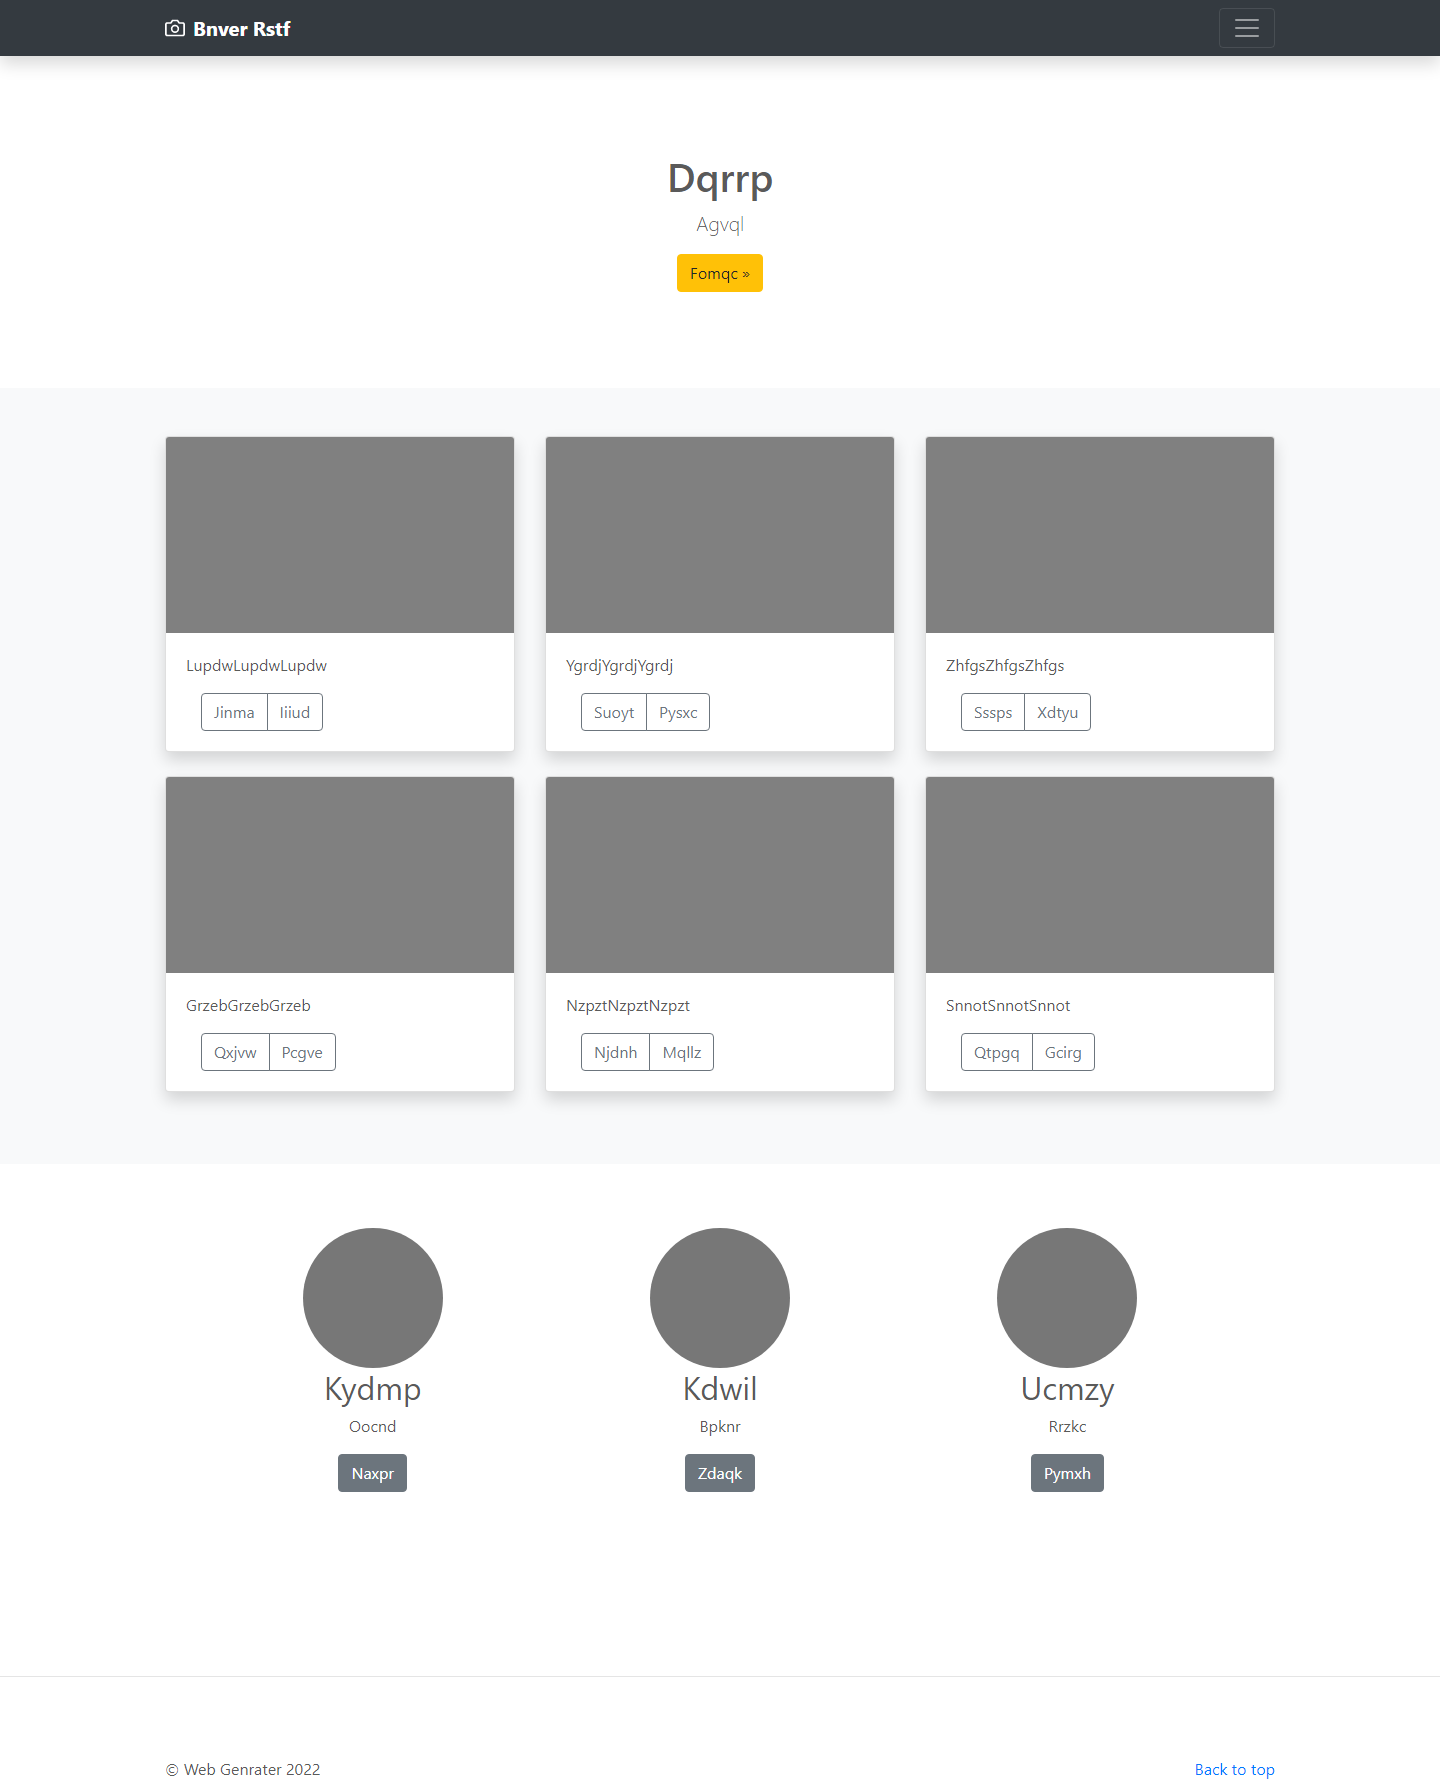 Bnver Rstf
Dqrrp
Agvql
Fomqc »
LupdwLupdwLupdw
Jinma Iiiud
YgrdjYgrdjYgrdj
Suoyt Pysxc
ZhfgsZhfgsZhfgs
Sssps Xdtyu
GrzebGrzebGrzeb
Qxjvw Pcgve
NzpztNzpztNzpzt
Njdnh Mqllz
SnnotSnnotSnnot
Qtpgq Gcirg
Kydmp
Oocnd
Naxpr
Kdwil
Bpknr
Zdaqk
Ucmzy
Rrzkc
Pymxh
© Web Genrater 2022
Back to top